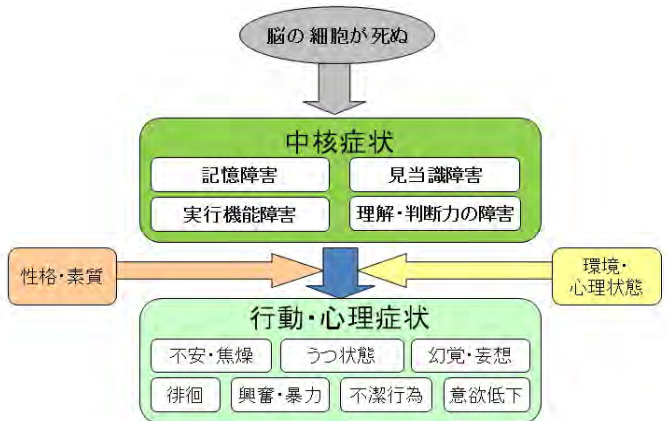 脳の細胞が死ぬ
中核症状
記憶障害
見当識障害
実行機能障害
理解・判断力の障害
性格・素質
環境・
心理状態
行動・心理症状
不安・焦燥
うつ状態
幻覚・妄想
徘徊
興奮・暴力
不潔行為
意欲低下